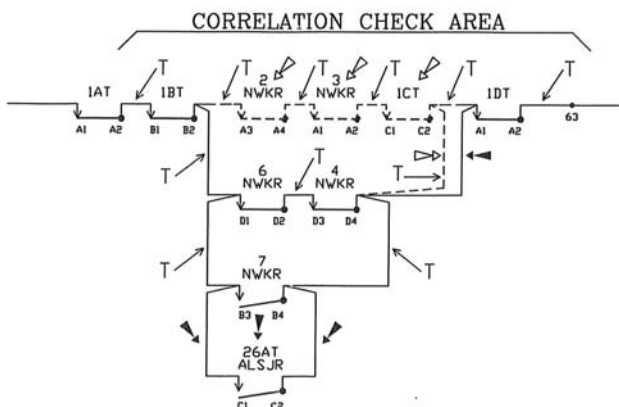 CORRELATION CHECK AREA
T T T T T T
1AT 1BT 2 NWKR 3 NWKR 1CT 1DT
A1 A2 B1 B2 A3 A4 A1 A2 C1 C2 A1 A2 63
T T T
6 NWKR 4 NWKR
D1 D2 D3 D4
T T
7 NWKR
B3 B4
26AT ALSJR
C1 C2